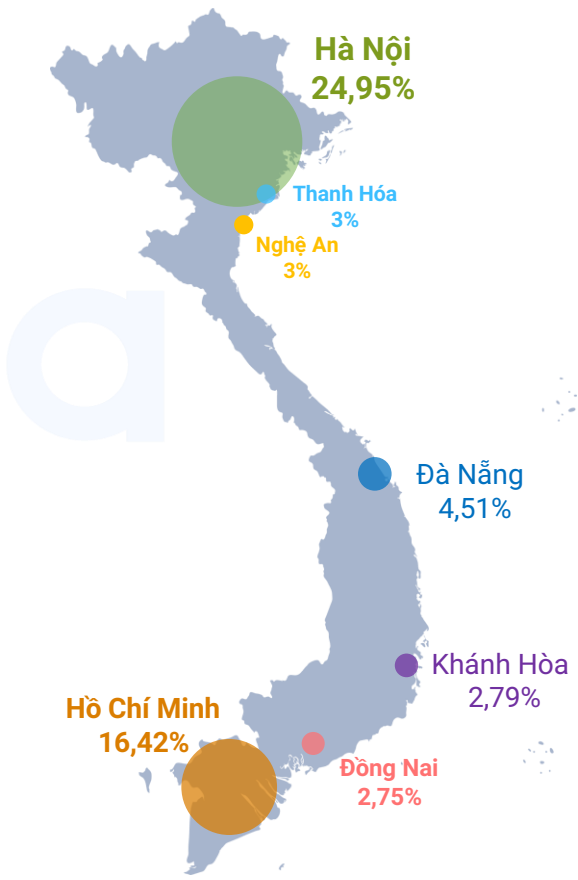 Hà Nội
24,95%
Thanh Hóa
3%
Nghệ An
3%
Đà Nẵng
4,51%
Khánh Hòa
2,79%
Hồ Chí Minh
16,42%
Đồng Nai
2,75%